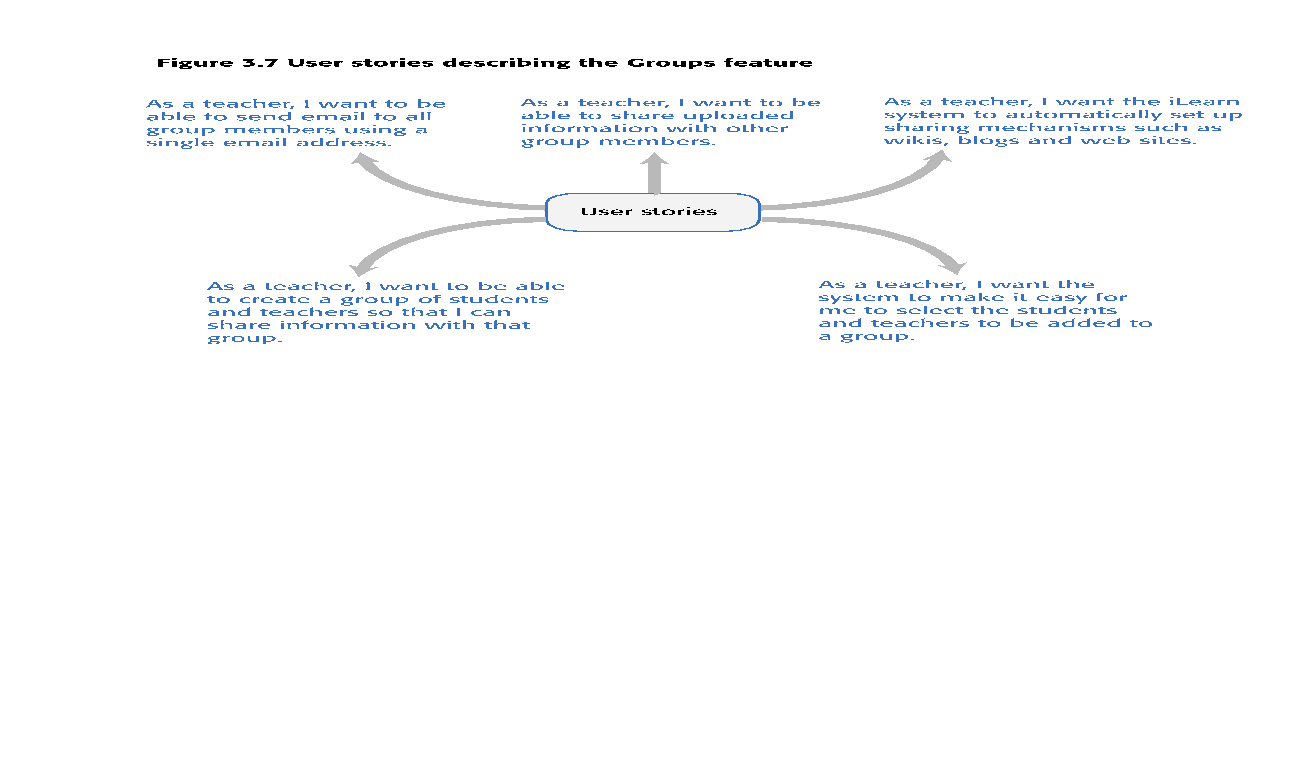 Figure 3.7 User stories describing the Groups feature
As a teacher, I want to be
able to send email to all
group members using a
single email address.
As a teacher, I want to be
able to share uploaded
information with other
group members.
As a teacher, I want the iLearn
system to automatically set up
sharing mechanisms such as
wikis, blogs and web sites.
User stories
As a teacher, I want to be able
to create a group of students
and teachers so that I can
share information with that
group.
As a teacher, I want the
system to make it easy for
me to select the students
and teachers to be added to
a group.